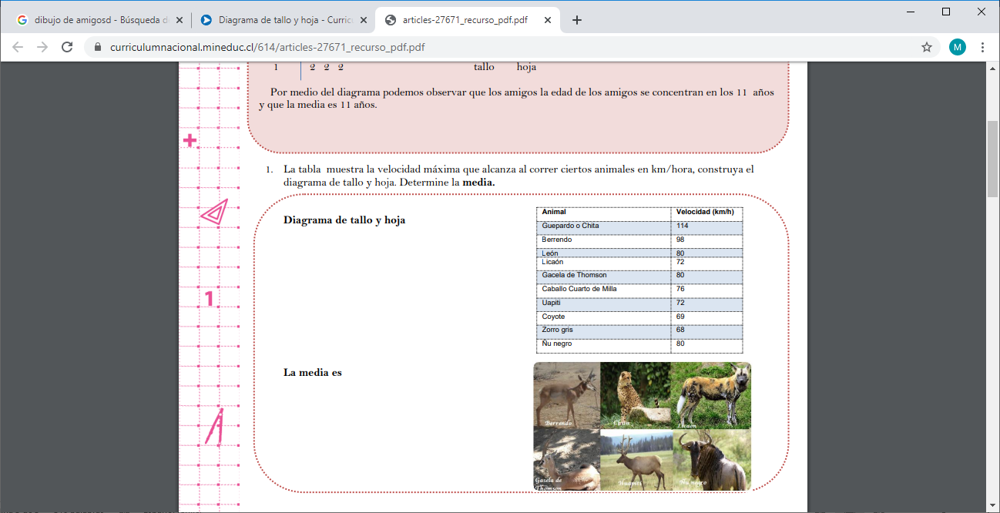 dibujo de amigosd - Búsqueda d
Diagrama de tallo y hoja - Curric
articles-27671_recurso_pdf.pdf
curriculumnacional.mineduc.cl/614/articles-27671_recurso_pdf.pdf
M
1 2 2 2 tallo hoja
Por medio del diagrama podemos observar que los amigos la edad de los amigos se concentran en los 11 años
y que la media es 11 años.
1. La tabla muestra la velocidad máxima que alcanza al correr ciertos animales en km/hora, construya el
diagrama de tallo y hoja. Determine la media.
Diagrama de tallo y hoja
Animal Velocidad (km/h)
Guepardo o Chita 114
Berrendo 98
León 80
Licaón 72
Gacela de Thomson 80
Caballo Cuarto de Milla 76
Uapiti 72
Coyote 69
Zorro gris 68
Ñu negro 80
La media es
Berrendo
Chita
Licaón
Gasela de
Thomson
Huapiti
Ñu negro
1